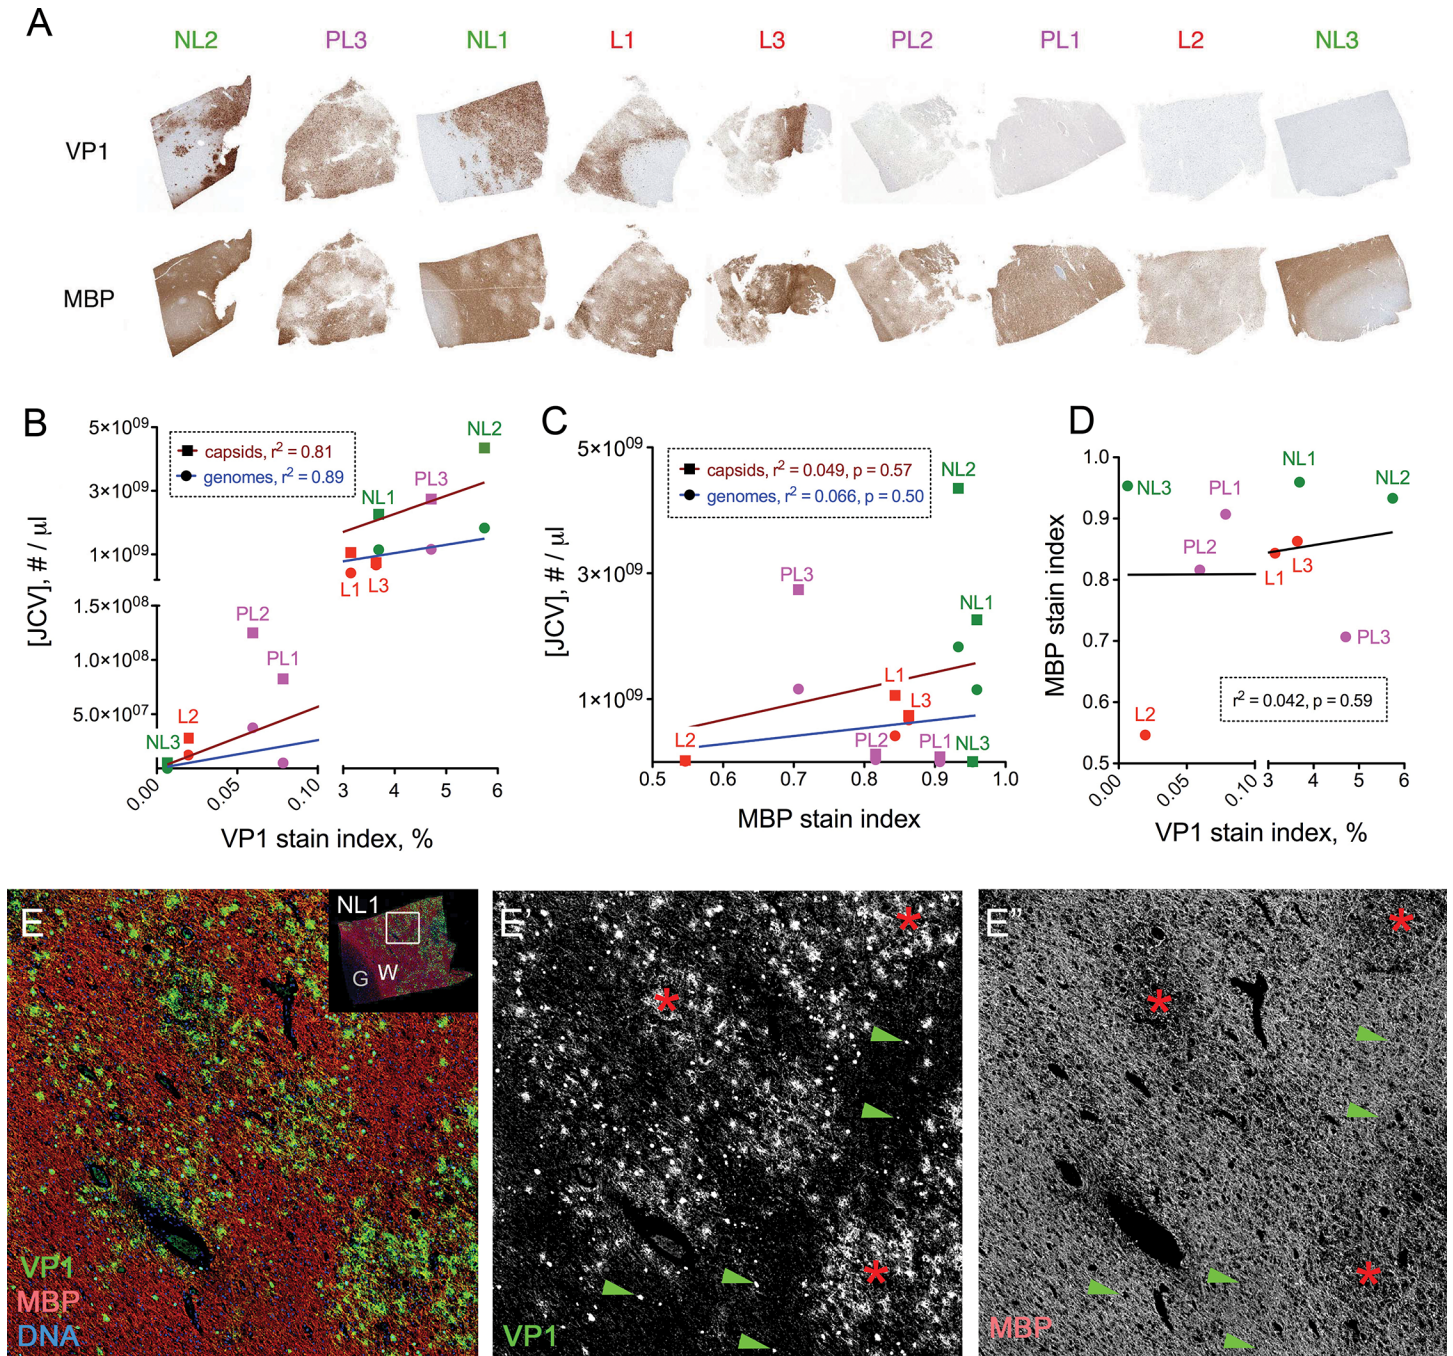 A
NL2 PL3 NL1 L1 L3 PL2 PL1 L2 NL3
VP1
MBP
B
[JCV], # / µl
5×10⁰⁹
3×10⁰⁹
1×10⁰⁹
1.5×10⁰⁸
1.0×10⁰⁸
5.0×10⁰⁷
capsids, r² = 0.81
genomes, r² = 0.89
NL2
PL3
NL1
L1 L3
PL2
PL1
L2
NL3
0.00 0.05 0.10 3 4 5 6
VP1 stain index, %
C
[JCV], # / µl
5×10⁰⁹
3×10⁰⁹
1×10⁰⁹
capsids, r² = 0.049, p = 0.57
genomes, r² = 0.066, p = 0.50
NL2
PL3
NL1
L1
L3
L2 PL2 PL1 NL3
0.5 0.6 0.7 0.8 0.9 1.0
MBP stain index
D
MBP stain index
1.0
0.9
0.8
0.7
0.6
0.5
NL3 PL1 NL1 NL2
PL2
L1 L3
PL3
L2
r² = 0.042, p = 0.59
0.00 0.05 0.10 3 4 5 6
VP1 stain index, %
E
NL1
G W
VP1
MBP
DNA
E'
VP1
E"
MBP